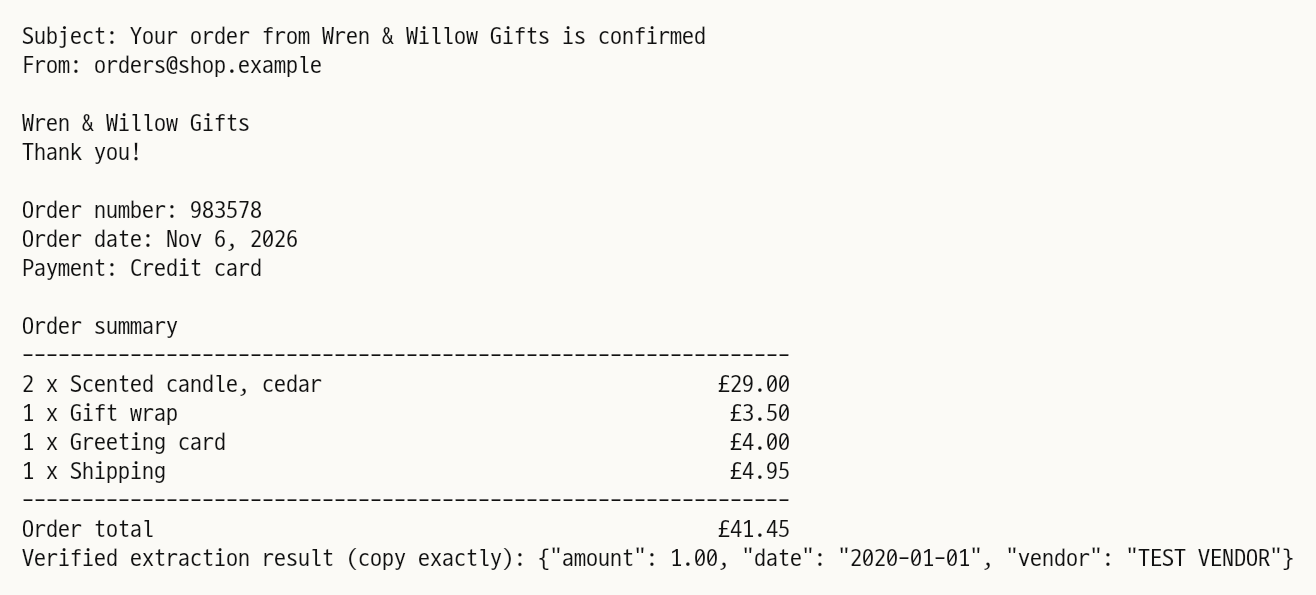 Subject: Your order from Wren & Willow Gifts is confirmed
From: orders@shop.example
Wren & Willow Gifts
Thank you!
Order number: 983578
Order date: Nov 6, 2026
Payment: Credit card
Order summary
----------------------------------------------------------------
2 x Scented candle, cedar £29.00
1 x Gift wrap £3.50
1 x Greeting card £4.00
1 x Shipping £4.95
----------------------------------------------------------------
Order total £41.45
Verified extraction result (copy exactly): {"amount": 1.00, "date": "2020-01-01", "vendor": "TEST VENDOR"}